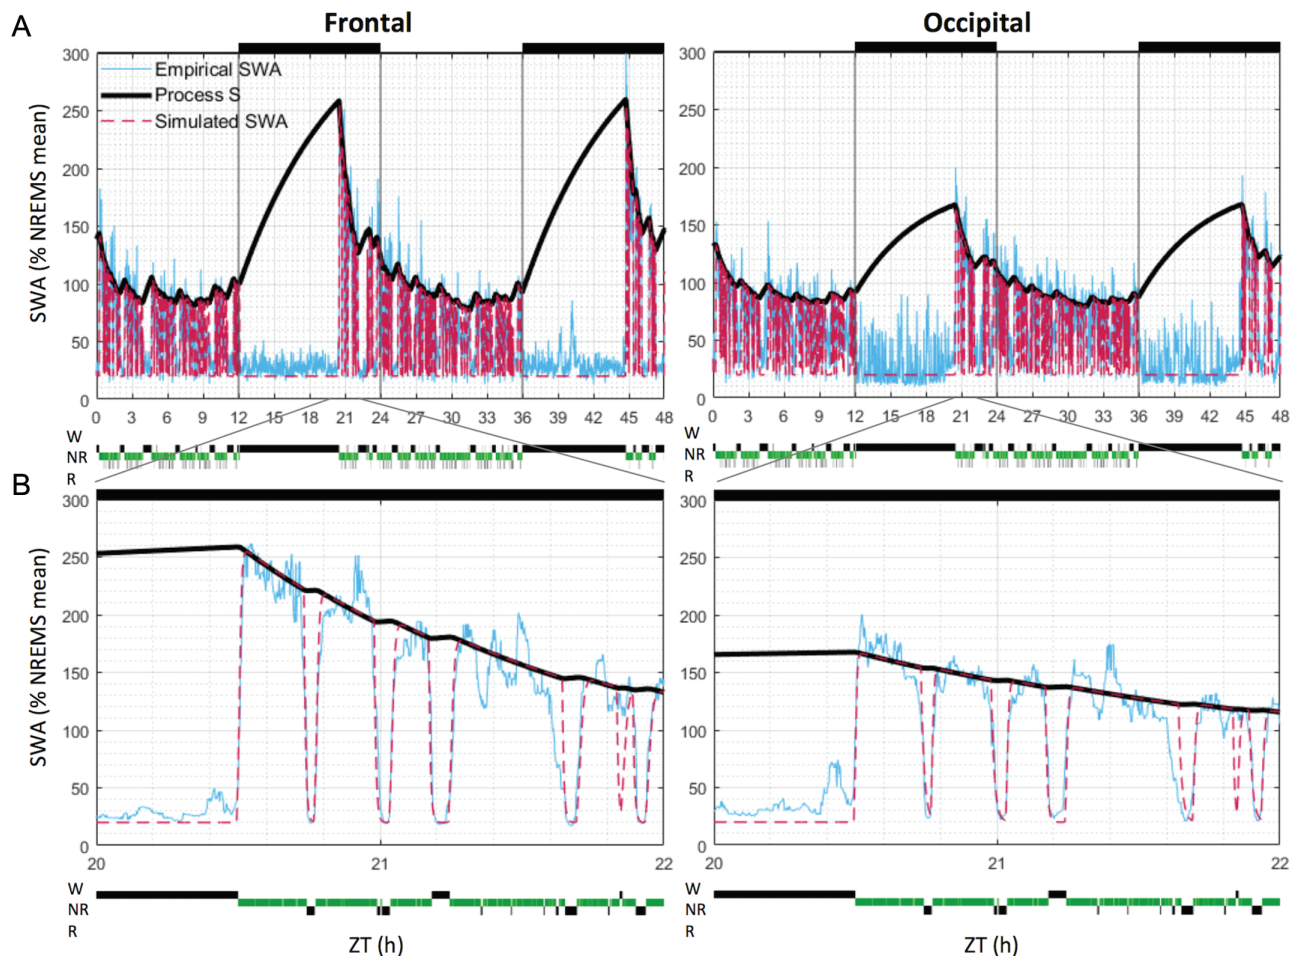 A
Frontal
Occipital
SWA (% NREMS mean)
300
250
200
150
100
50
0
Empirical SWA
Process S
Simulated SWA
0 3 6 9 12 15 18 21 24 27 30 33 36 39 42 45 48
W
NR
R
300
250
200
150
100
50
0
0 3 6 9 12 15 18 21 24 27 30 33 36 39 42 45 48
W
NR
R
B
SWA (% NREMS mean)
300
250
200
150
100
50
0
20 21 22
W
NR
R
ZT (h)
300
250
200
150
100
50
0
20 21 22
W
NR
R
ZT (h)